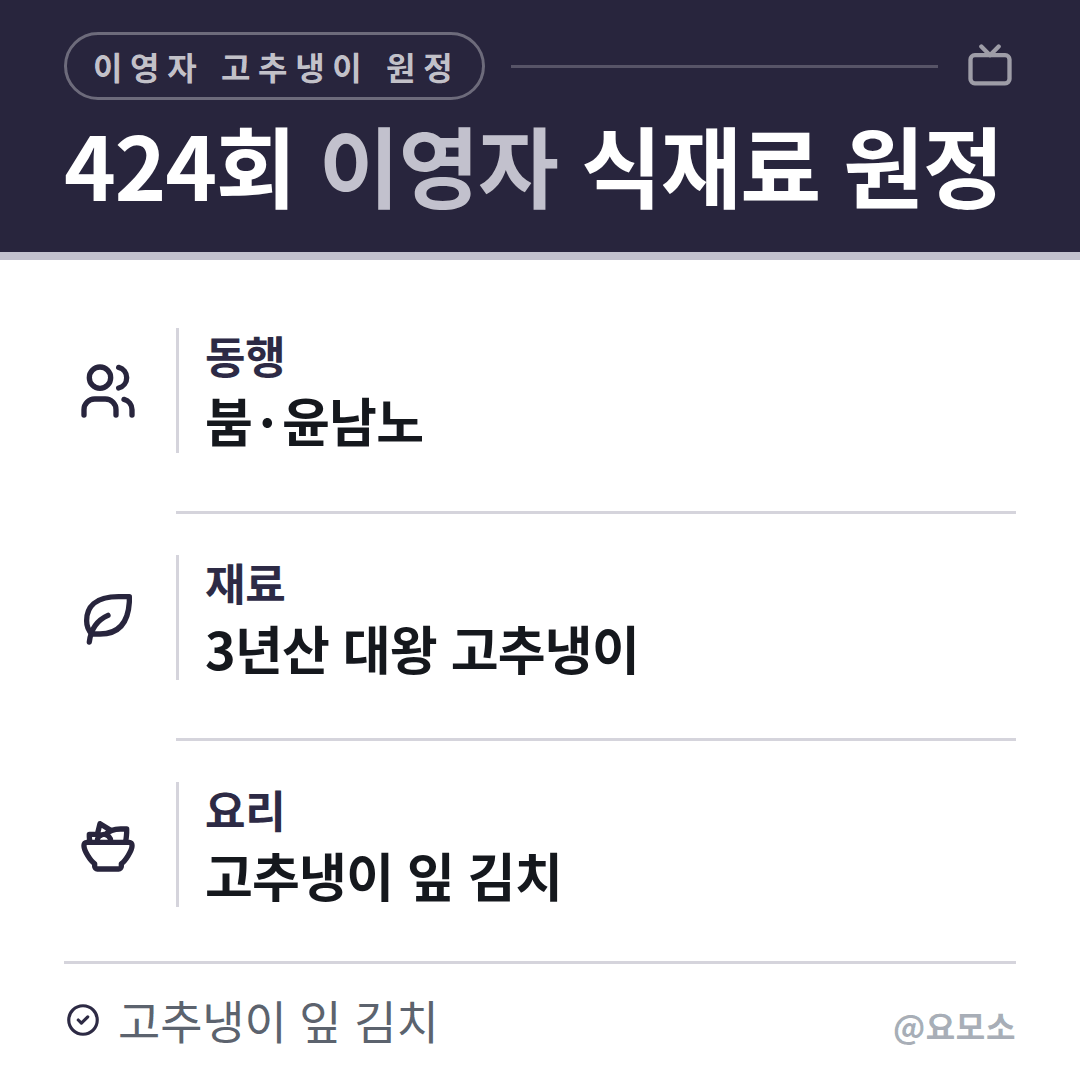 이영자 고추냉이 원정
424회 이영자 식재료 원정
동행
붐·윤남노
재료
3년산 대왕 고추냉이
요리
고추냉이 잎 김치
고추냉이 잎 김치
@요모소